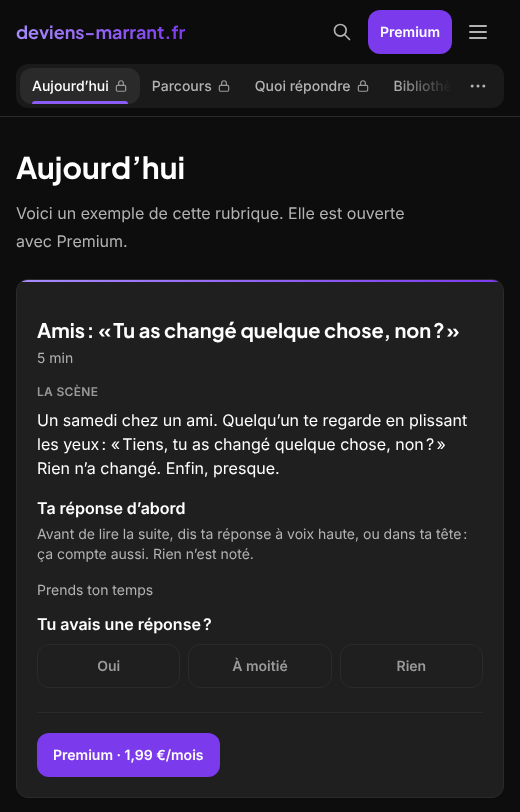 deviens-marrant.fr
Premium
Aujourd’hui
Parcours
Quoi répondre
Biblioth
Aujourd’hui
Voici un exemple de cette rubrique. Elle est ouverte
avec Premium.
Amis : « Tu as changé quelque chose, non ? »
5 min
LA SCÈNE
Un samedi chez un ami. Quelqu’un te regarde en plissant
les yeux : « Tiens, tu as changé quelque chose, non ? »
Rien n’a changé. Enfin, presque.
Ta réponse d’abord
Avant de lire la suite, dis ta réponse à voix haute, ou dans ta tête :
ça compte aussi. Rien n’est noté.
Prends ton temps
Tu avais une réponse ?
Oui
À moitié
Rien
Premium · 1,99 €/mois